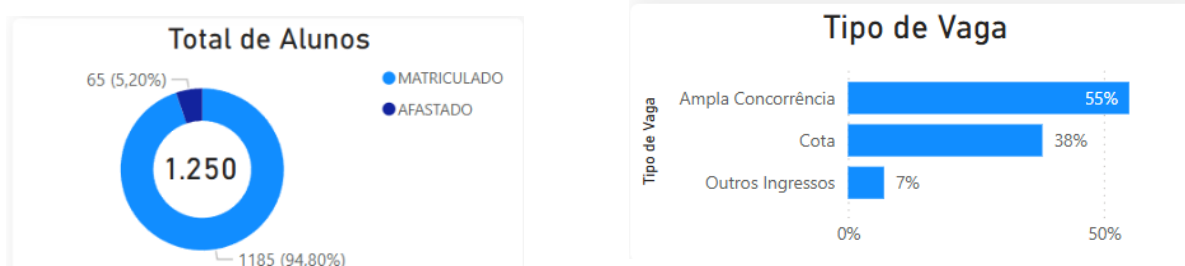 Total de Alunos
65 (5,20%)
MATRICULADO
AFASTADO
1.250
1185 (94,80%)
Tipo de Vaga
Tipo de Vaga
Ampla Concorrência
55%
Cota
38%
Outros Ingressos
7%
0%
50%